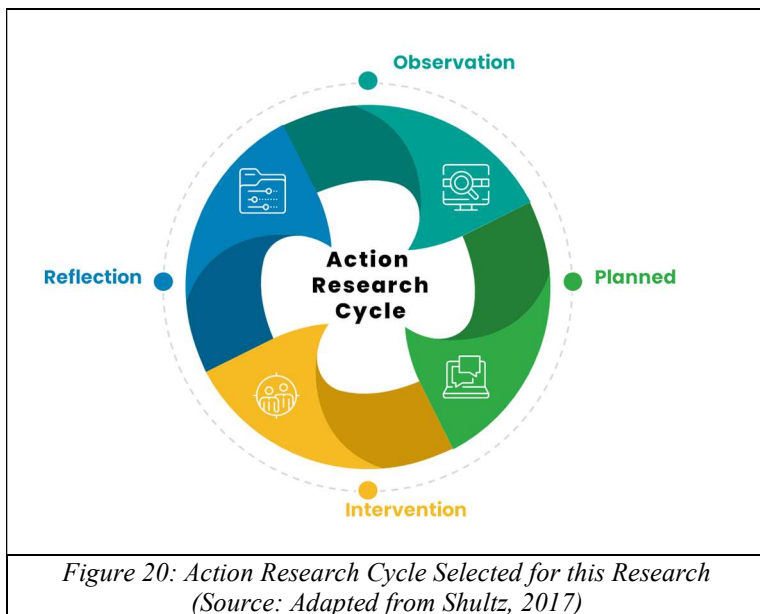 Observation
Reflection
Action
Research
Cycle
Planned
Intervention
Figure 20: Action Research Cycle Selected for this Research
(Source: Adapted from Shultz, 2017)